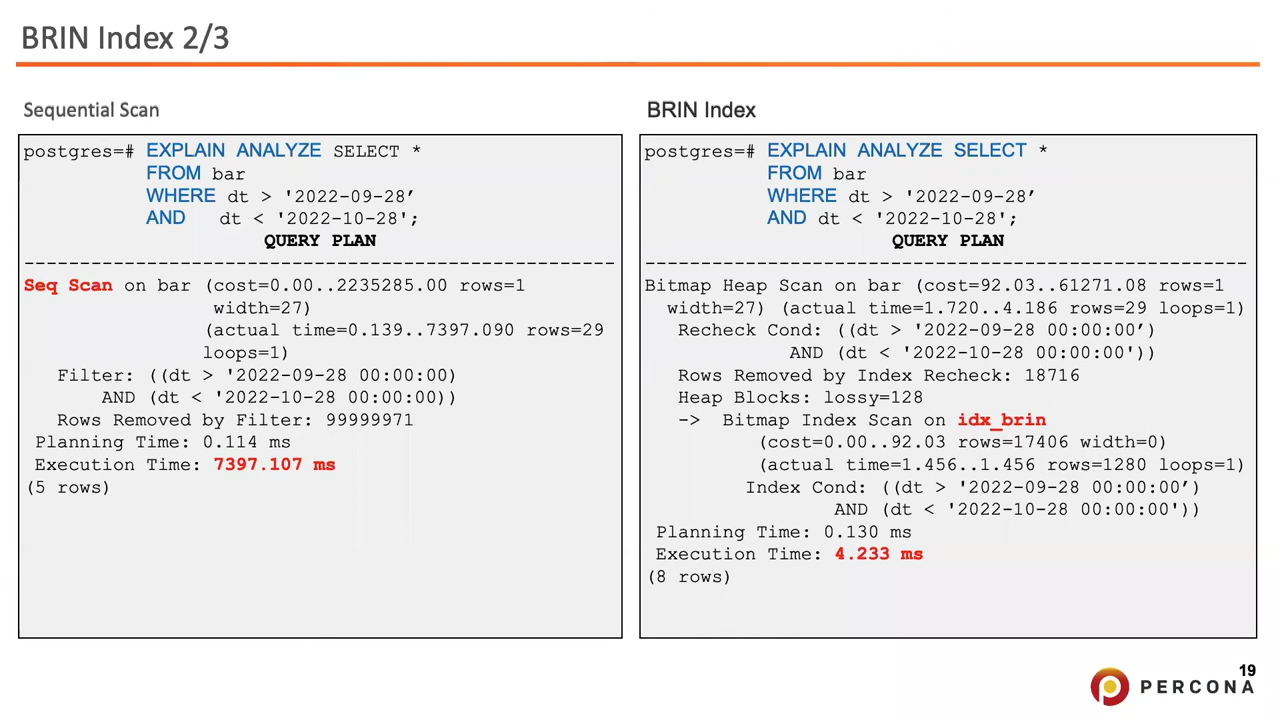 BRIN Index 2/3
Sequential Scan
postgres=# EXPLAIN ANALYZE SELECT *
FROM bar
WHERE dt > '2022-09-28’
AND dt < '2022-10-28';
QUERY PLAN
-----------------------------------------------------
Seq Scan on bar (cost=0.00..2235285.00 rows=1
width=27)
(actual time=0.139..7397.090 rows=29
loops=1)
Filter: ((dt > '2022-09-28 00:00:00)
AND (dt < '2022-10-28 00:00:00))
Rows Removed by Filter: 99999971
Planning Time: 0.114 ms
Execution Time: 7397.107 ms
(5 rows)
BRIN Index
postgres=# EXPLAIN ANALYZE SELECT *
FROM bar
WHERE dt > '2022-09-28’
AND dt < '2022-10-28';
QUERY PLAN
------------------------------------------------------
Bitmap Heap Scan on bar (cost=92.03..61271.08 rows=1
width=27) (actual time=1.720..4.186 rows=29 loops=1)
Recheck Cond: ((dt > '2022-09-28 00:00:00’)
AND (dt < '2022-10-28 00:00:00'))
Rows Removed by Index Recheck: 18716
Heap Blocks: lossy=128
-> Bitmap Index Scan on idx_brin
(cost=0.00..92.03 rows=17406 width=0)
(actual time=1.456..1.456 rows=1280 loops=1)
Index Cond: ((dt > '2022-09-28 00:00:00’)
AND (dt < '2022-10-28 00:00:00'))
Planning Time: 0.130 ms
Execution Time: 4.233 ms
(8 rows)
19
PERCONA